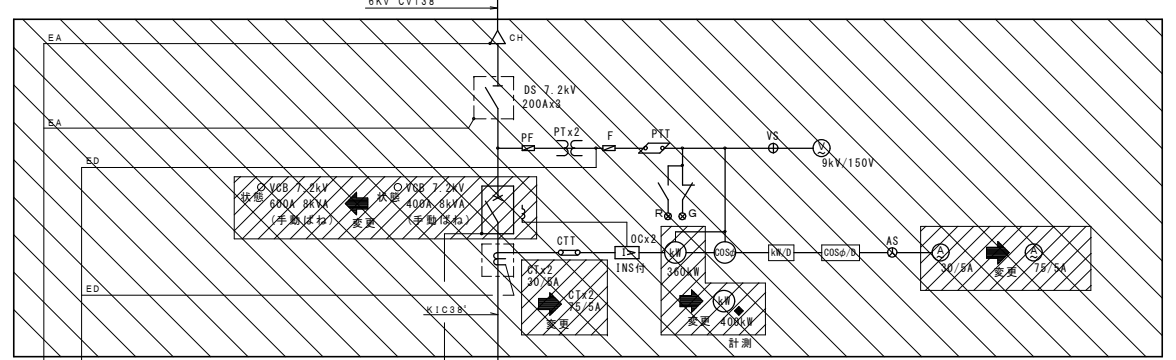 6KV CVT38°
EA
CH
DS 7.2kV
200Ax3
EA
PF
PTx2
F
PTT
VS
V
9kV/150V
ED
状態
VCB 7.2kV
600A 8kVA
(手動ばね)
変更
状態
VCB 7.2kV
400A 8kVA
(手動ばね)
R
G
CTT
OCx2
I>
INS付
kW
360kW
COSφ
kW/D
COSφ/D
AS
A
30/5A
変更
A
75/5A
CTx2
30/5A
CTx2
75/5A
変更
kW
400kW
変更
計測
ED
KIC38°